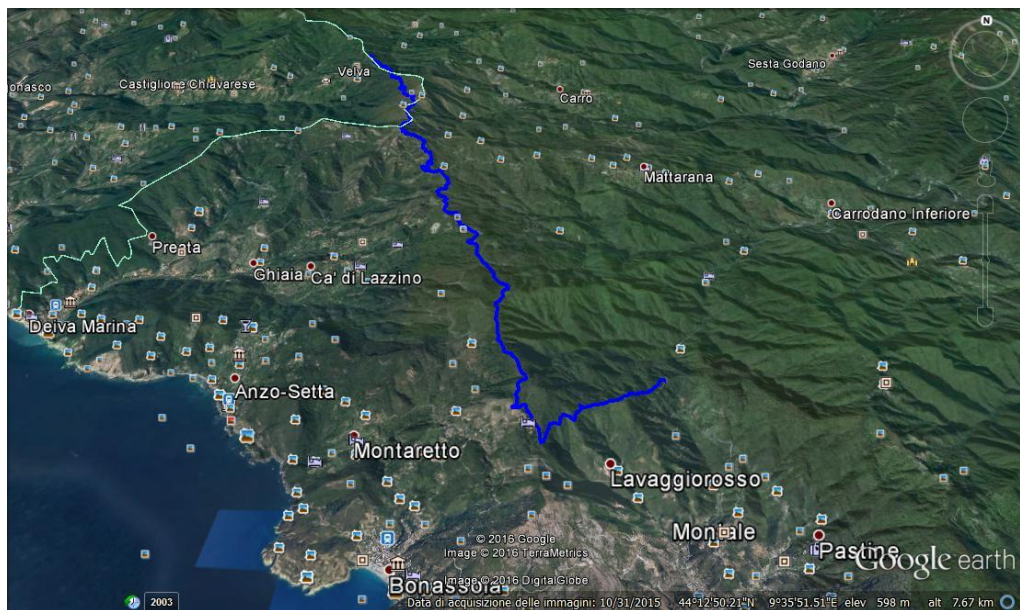 N
Velva
Castiglione Chiavarese
onasco
Sesta Godano
Carro
Mattarana
Carrodano Inferiore
Preata
Ghiaia
Ca' di Lazzino
Deiva Marina
Anzo-Setta
Montaretto
Lavaggiorosso
Montale
Pastine
© 2016 Google
Image © 2016 TerraMetrics
Google earth
Bonassola
Image © 2016 DigitalGlobe
2003
Data di acquisizione delle immagini: 10/31/2015 44°12'50.21"N 9°35'51.51"E elev 598 m alt 7.67 km